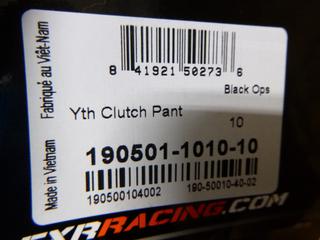 8 41921 50273 6
Black Ops
Yth Clutch Pant
10
190501-1010-10
190500104002
190-50010-40-02
Made in Vietnam Fabriqué au Viêt-Nam
FXRRACING.COM